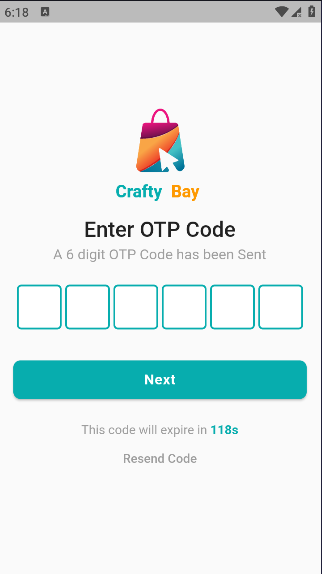 6:18 A
Crafty Bay
Enter OTP Code
A 6 digit OTP Code has been Sent
Next
This code will expire in 118s
Resend Code